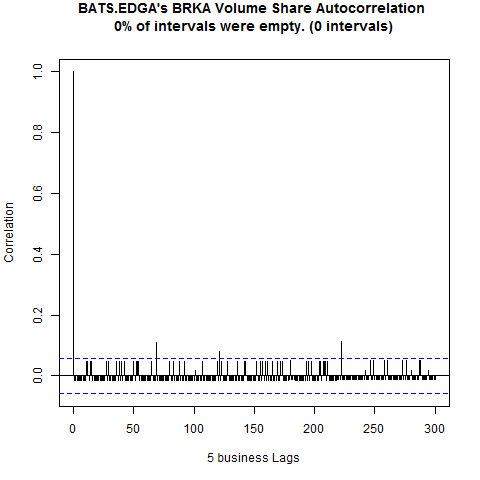 BATS.EDGA's BRKA Volume Share Autocorrelation
0% of intervals were empty. (0 intervals)
Correlation
1.0
0.8
0.6
0.4
0.2
0.0
0 50 100 150 200 250 300
5 business Lags